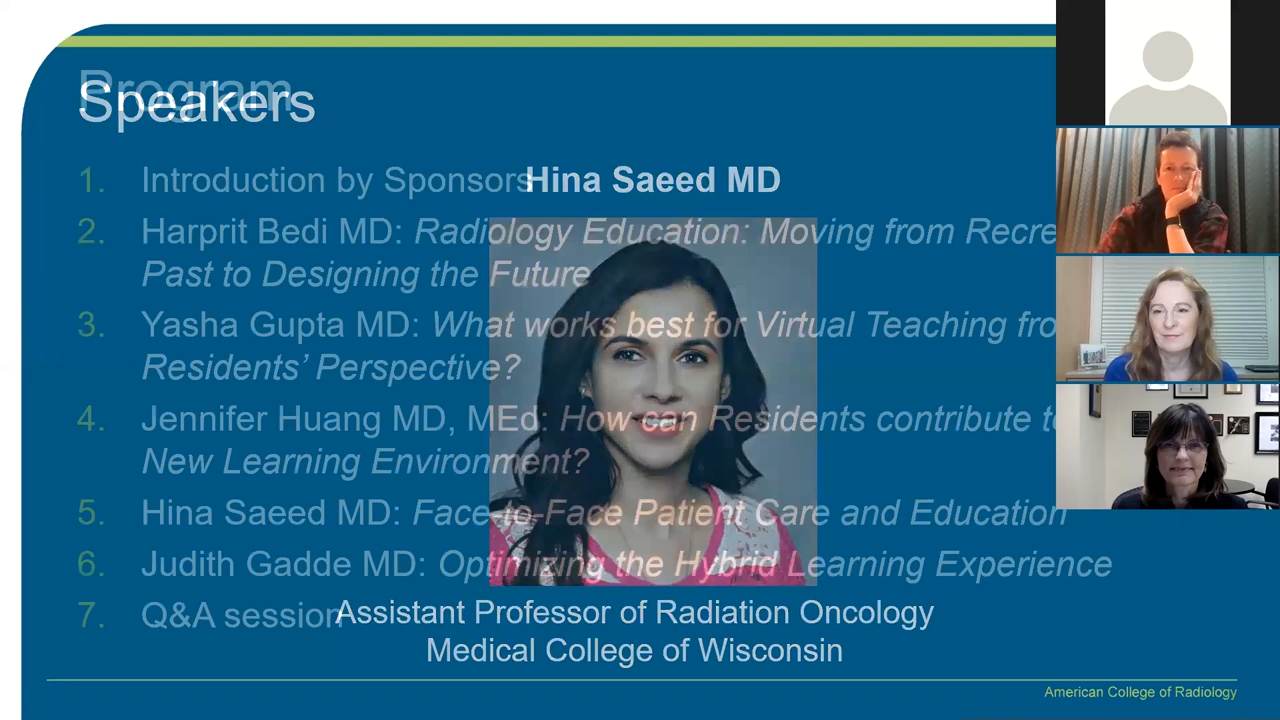 Program
Speakers
1. Introduction by Sponsors
Hina Saeed MD
2. Harprit Bedi MD: Radiology Education: Moving from
Past to Designing the Future
3. Yasha Gupta MD: What works best for Virtual Teaching
Residents' Perspective?
4. Jennifer Huang MD, MEd: How can Residents contribute
New Learning Environment?
5. Hina Saeed MD: Face-to-Face Patient Care and Education
6. Judith Gadde MD: Optimizing the Hybrid Learning Experience
7. Q&A session
Assistant Professor of Radiation Oncology
Medical College of Wisconsin
American College of Radiology